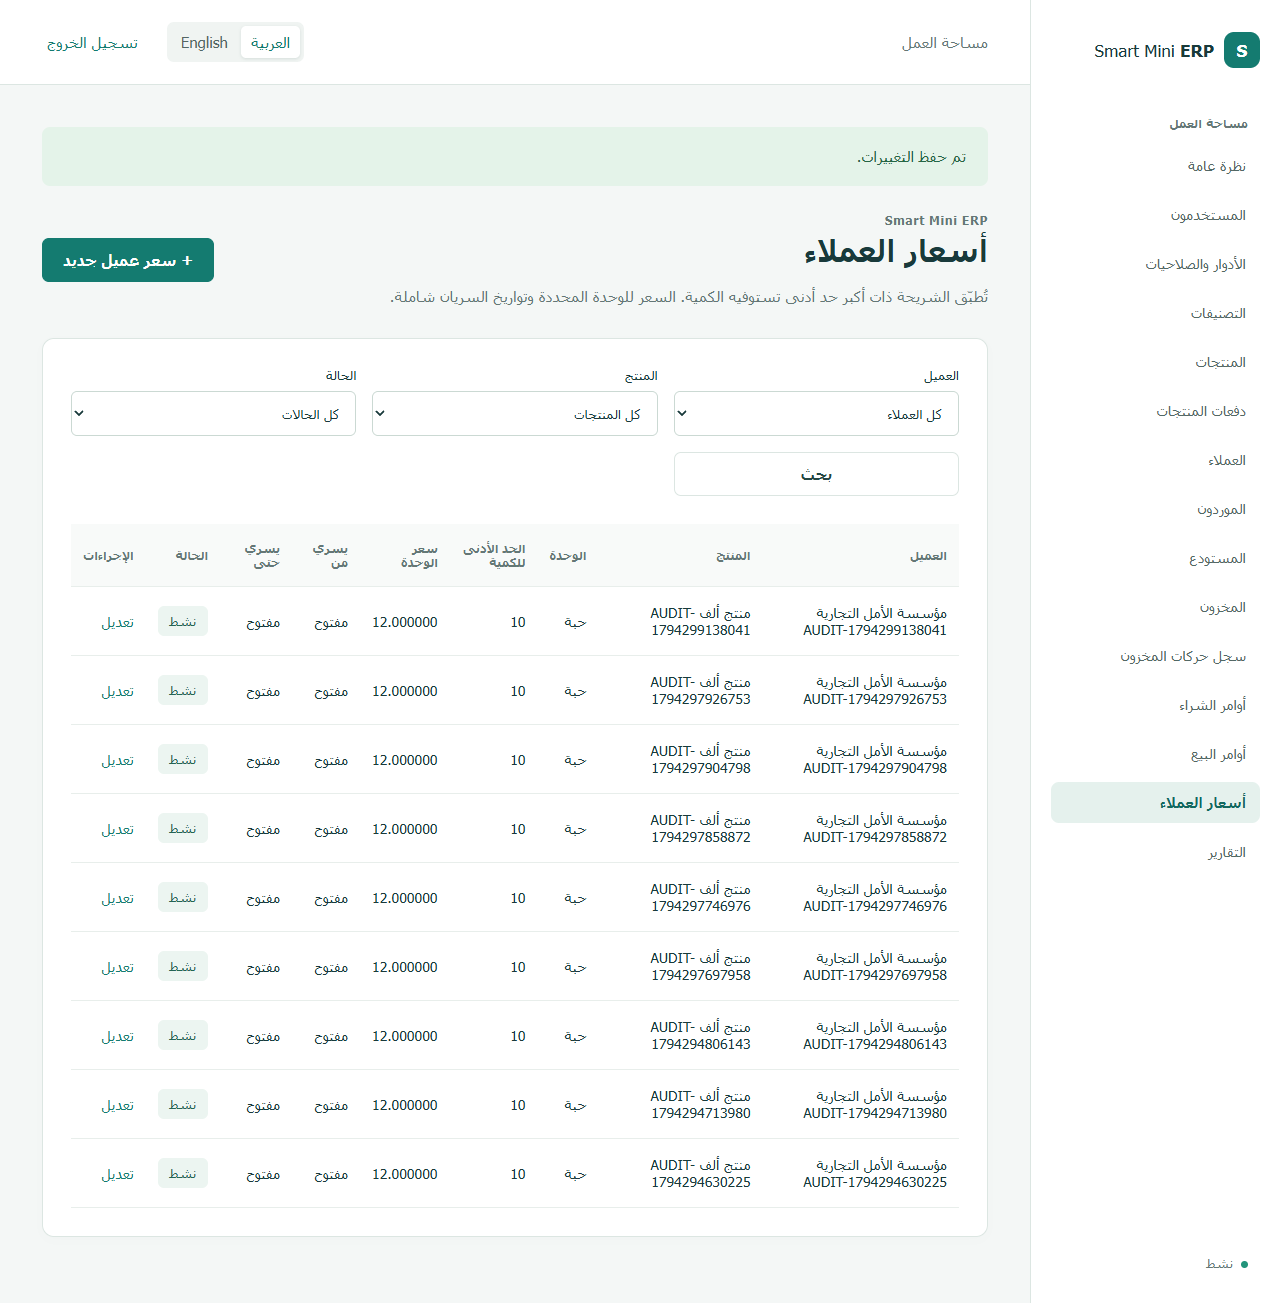 S
Smart Mini ERP
مساحة العمل
نظرة عامة
المستخدمون
الأدوار والصلاحيات
التصنيفات
المنتجات
دفعات المنتجات
العملاء
الموردون
المستودع
المخزون
سجل حركات المخزون
أوامر الشراء
أوامر البيع
أسعار العملاء
التقارير
نشط
مساحة العمل
العربية
English
تسجيل الخروج
تم حفظ التغييرات.
Smart Mini ERP
أسعار العملاء
تُطبّق الشريحة ذات أكبر حد أدنى تستوفيه الكمية. السعر للوحدة المحددة وتواريخ السريان شاملة.
+ سعر عميل جديد
العميل
المنتج
الحالة
كل العملاء
كل المنتجات
كل الحالات
بحث
العميل المنتج الوحدة الحد الأدنى للكمية سعر الوحدة يسري من يسري حتى الحالة الإجراءات
مؤسسة الأمل التجارية AUDIT-1794299138041 منتج ألف AUDIT-1794299138041 حبة 10 12.000000 مفتوح مفتوح نشط تعديل
مؤسسة الأمل التجارية AUDIT-1794297926753 منتج ألف AUDIT-1794297926753 حبة 10 12.000000 مفتوح مفتوح نشط تعديل
مؤسسة الأمل التجارية AUDIT-1794297904798 منتج ألف AUDIT-1794297904798 حبة 10 12.000000 مفتوح مفتوح نشط تعديل
مؤسسة الأمل التجارية AUDIT-1794297858872 منتج ألف AUDIT-1794297858872 حبة 10 12.000000 مفتوح مفتوح نشط تعديل
مؤسسة الأمل التجارية AUDIT-1794297746976 منتج ألف AUDIT-1794297746976 حبة 10 12.000000 مفتوح مفتوح نشط تعديل
مؤسسة الأمل التجارية AUDIT-1794297697958 منتج ألف AUDIT-1794297697958 حبة 10 12.000000 مفتوح مفتوح نشط تعديل
مؤسسة الأمل التجارية AUDIT-1794294806143 منتج ألف AUDIT-1794294806143 حبة 10 12.000000 مفتوح مفتوح نشط تعديل
مؤسسة الأمل التجارية AUDIT-1794294713980 منتج ألف AUDIT-1794294713980 حبة 10 12.000000 مفتوح مفتوح نشط تعديل
مؤسسة الأمل التجارية AUDIT-1794294630225 منتج ألف AUDIT-1794294630225 حبة 10 12.000000 مفتوح مفتوح نشط تعديل